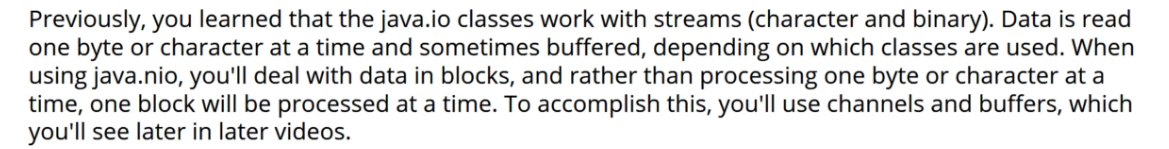 Previously, you learned that the java.io classes work with streams (character and binary). Data is read
one byte or character at a time and sometimes buffered, depending on which classes are used. When
using java.nio, you'll deal with data in blocks, and rather than processing one byte or character at a
time, one block will be processed at a time. To accomplish this, you'll use channels and buffers, which
you'll see later in later videos.